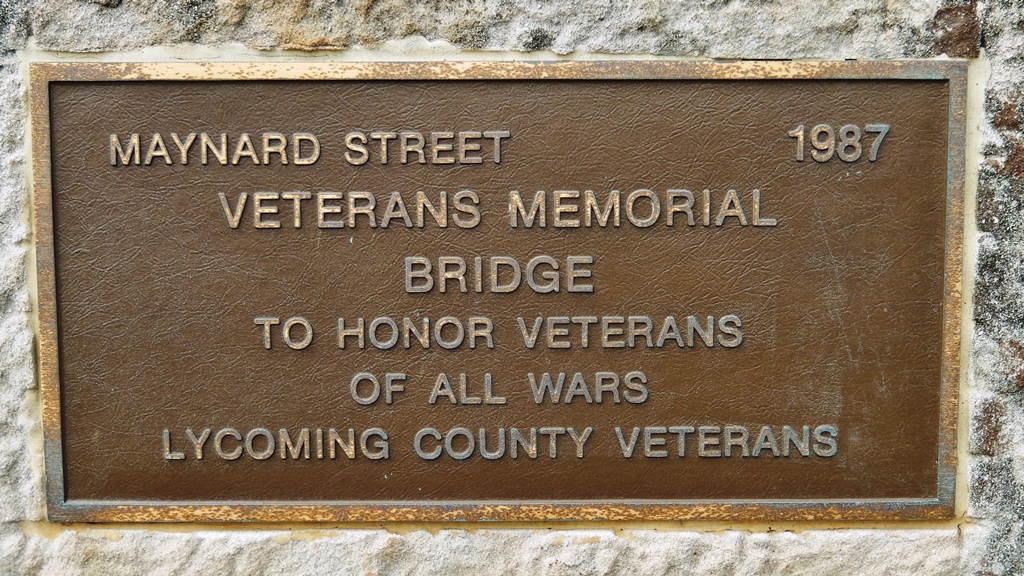 MAYNARD STREET 1987
VETERANS MEMORIAL
BRIDGE
TO HONOR VETERANS
OF ALL WARS
LYCOMING COUNTY VETERANS